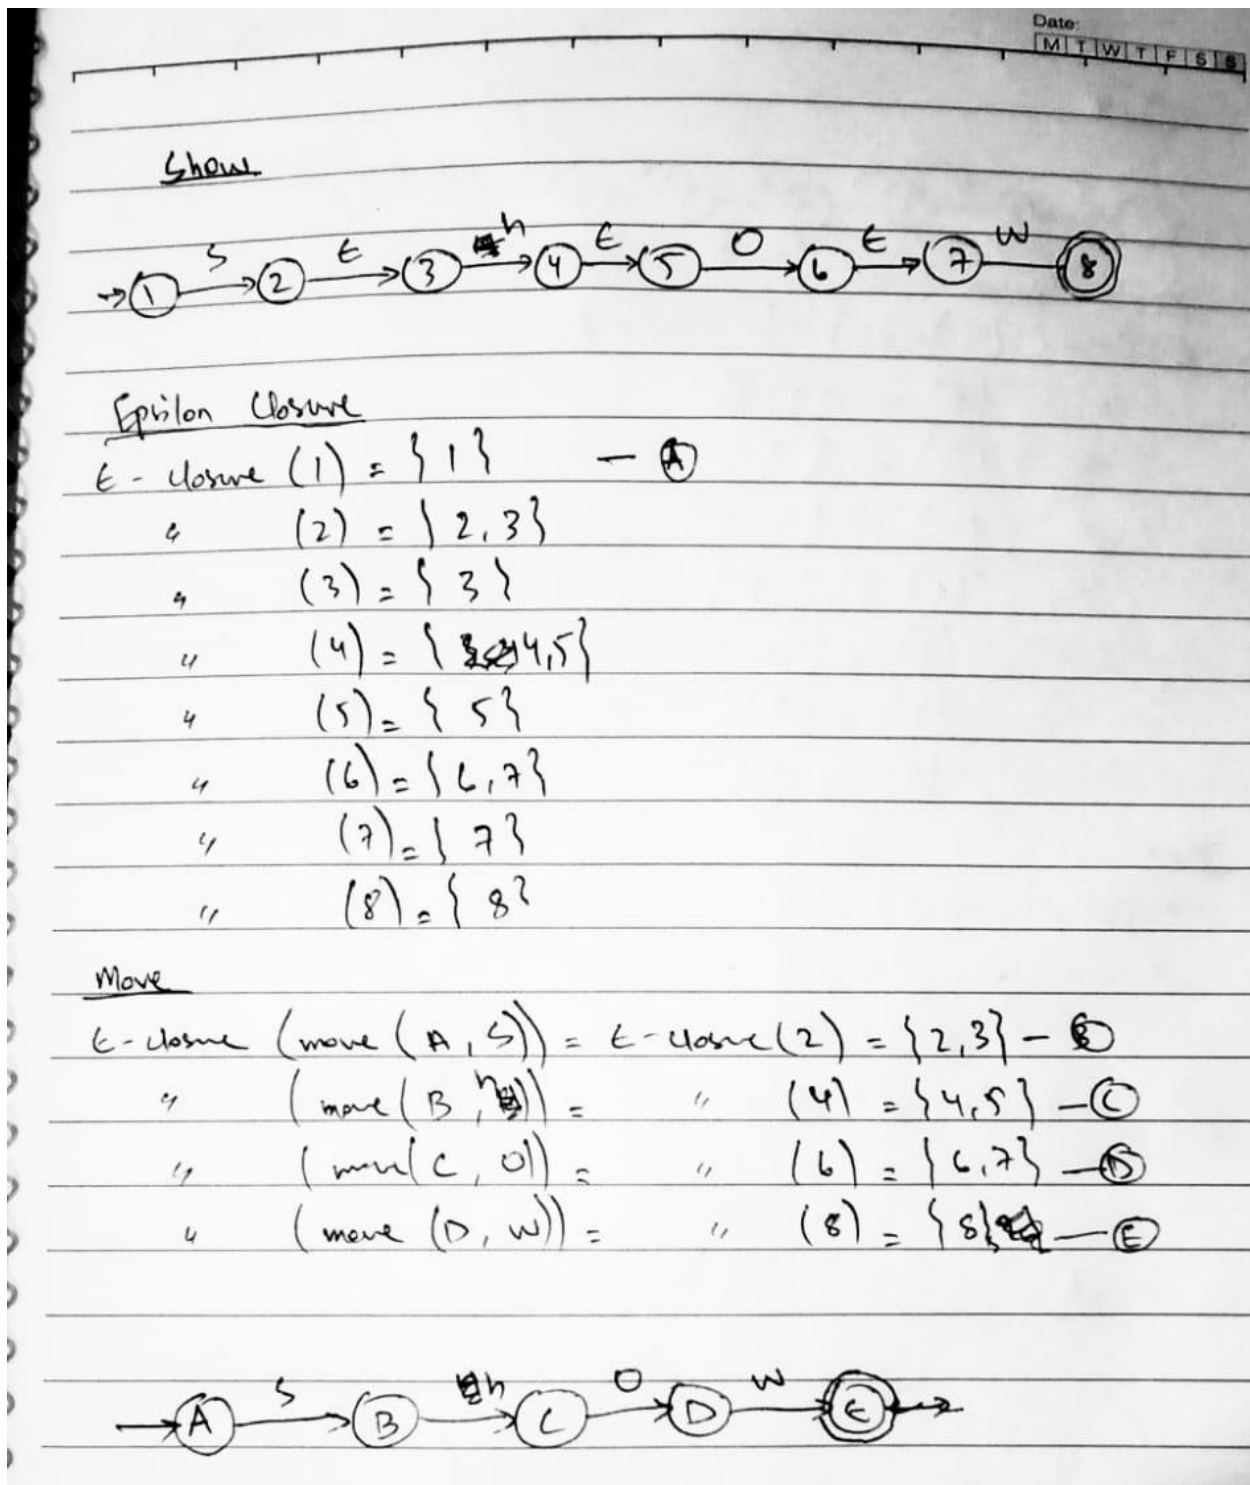 Date:
M T W T F S S
Show
S ε h ε O ε W
1 2 3 4 5 6 7 8
Epsilon Closure
ε - closure (1) = {1} — A
" (2) = {2,3}
" (3) = {3}
" (4) = {4,5}
" (5) = {5}
" (6) = {6,7}
" (7) = {7}
" (8) = {8}
Move
ε-closure (move (A, S)) = ε-closure (2) = {2,3} — B
" (move (B, h)) = " (4) = {4,5} — C
" (move (C, O)) = " (6) = {6,7} — D
" (move (D, W)) = " (8) = {8} — E
S h O W
A B C D E